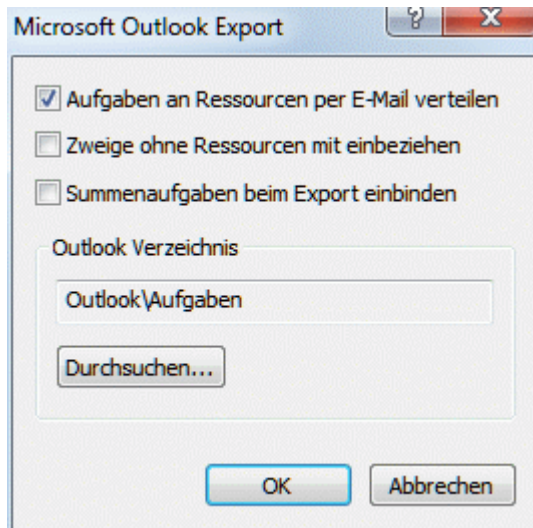 Microsoft Outlook Export
Aufgaben an Ressourcen per E-Mail verteilen
Zweige ohne Ressourcen mit einbeziehen
Summenaufgaben beim Export einbinden
Outlook Verzeichnis
Outlook\Aufgaben
Durchsuchen...
OK Abbrechen